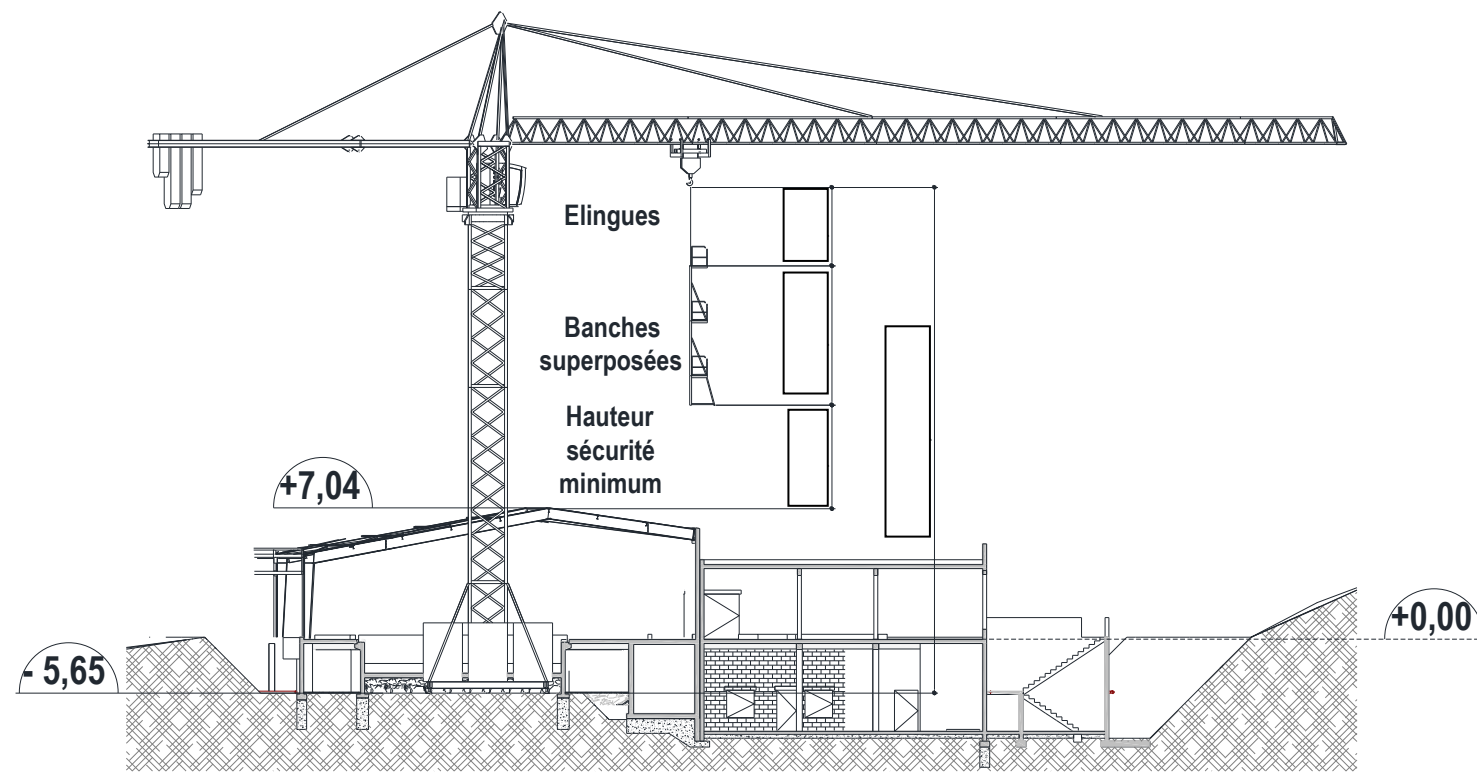 Elingues
Banches
superposées
Hauteur
sécurité
minimum
+7,04
+0,00
- 5,65